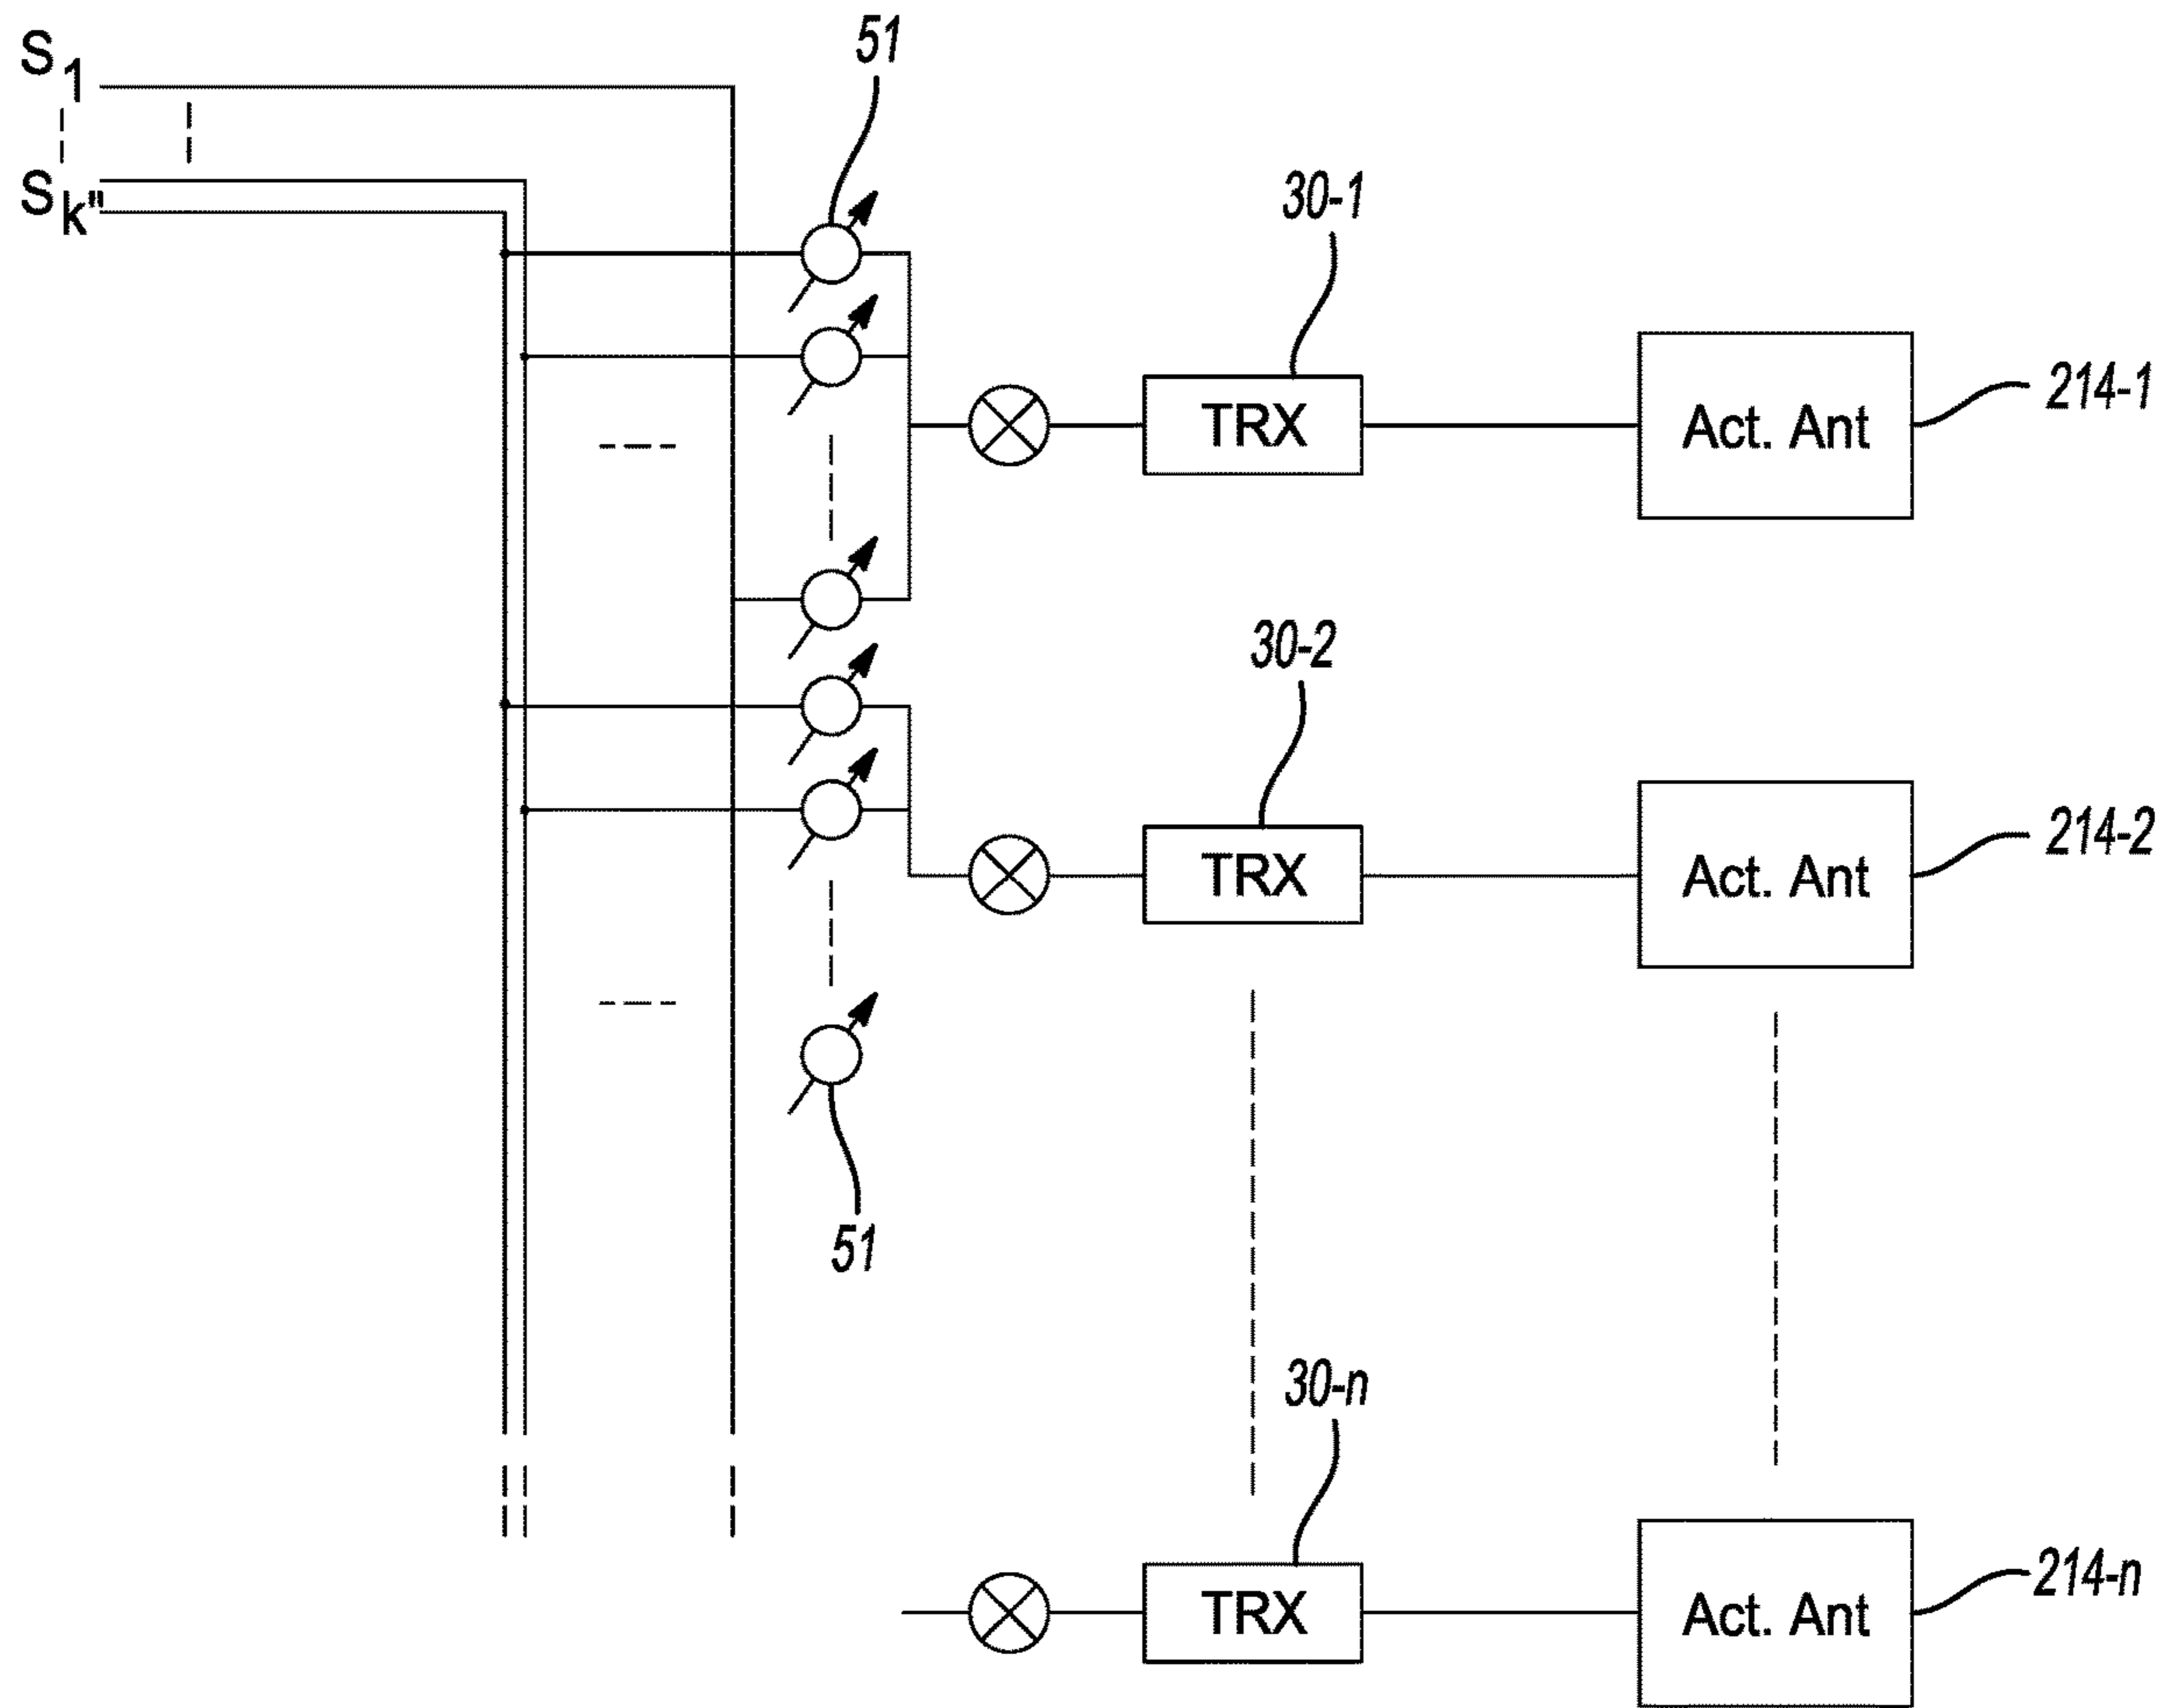 51
S1
Sk"
30-1
TRX
Act. Ant
214-1
30-2
TRX
Act. Ant
214-2
51
30-n
TRX
Act. Ant
214-n